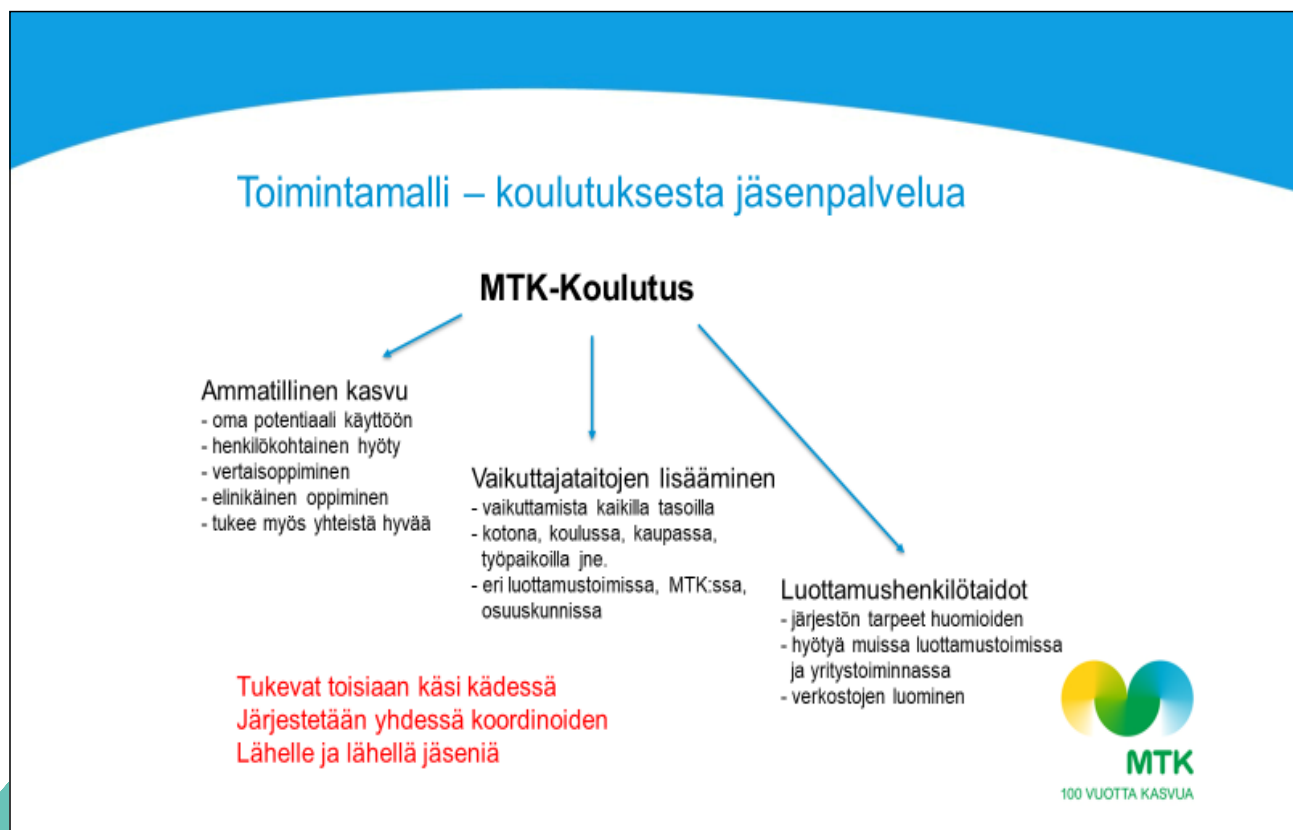 Toimintamalli – koulutuksesta jäsenpalvelua
MTK-Koulutus
Ammatillinen kasvu
- oma potentiaali käyttöön
- henkilökohtainen hyöty
- vertaisoppiminen
- elinikäinen oppiminen
- tukee myös yhteistä hyvää
Vaikuttajataitojen lisääminen
- vaikuttamista kaikilla tasoilla
- kotona, koulussa, kaupassa,
työpaikoilla jne.
- eri luottamustoimissa, MTK:ssa,
osuuskunnissa
Luottamushenkilötaidot
- järjestön tarpeet huomioiden
- hyötyä muissa luottamustoimissa
ja yritystoiminnassa
- verkostojen luominen
Tukevat toisiaan käsi kädessä
Järjestetään yhdessä koordinoiden
Lähelle ja lähellä jäseniä
MTK
100 VUOTTA KASVUA